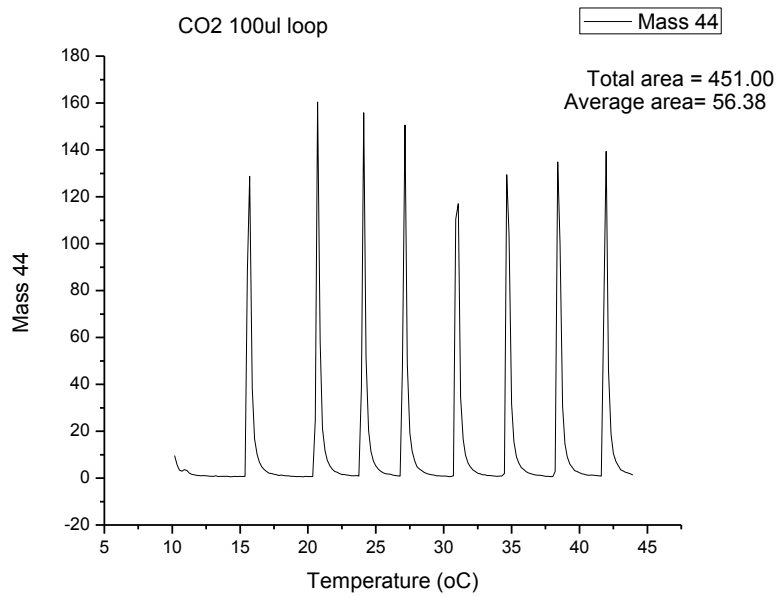 CO2 100ul loop
Mass 44
Total area = 451.00
Average area= 56.38
180
160
140
120
100
80
60
40
20
0
-20
Mass 44
5 10 15 20 25 30 35 40 45
Temperature (oC)